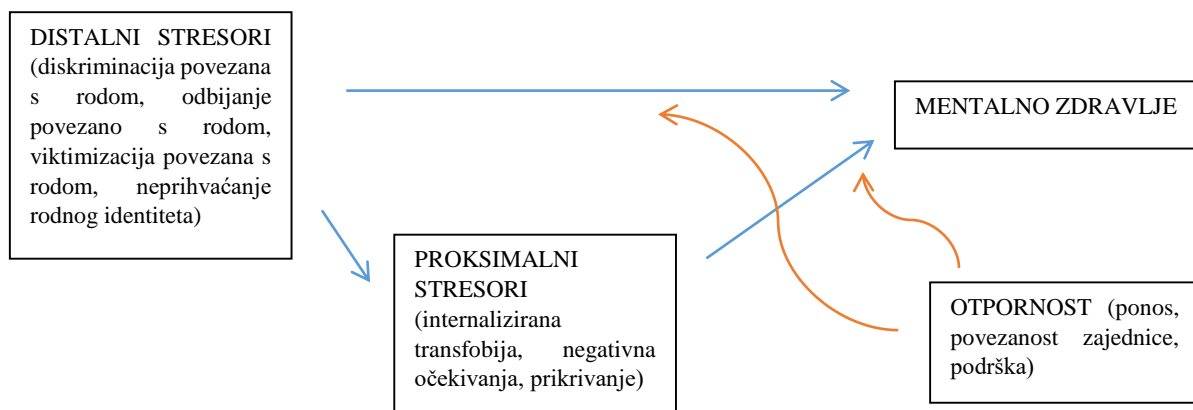 DISTALNI STRESORI
(diskriminacija povezana
s rodom, odbijanje
povezano s rodom,
viktimizacija povezana s
rodom, neprihvaćanje
rodnog identiteta)
MENTALNO ZDRAVLJE
PROKSIMALNI
STRESORI
(internalizirana
transfobija, negativna
očekivanja, prikrivanje)
OTPORNOST (ponos,
povezanost zajednice,
podrška)